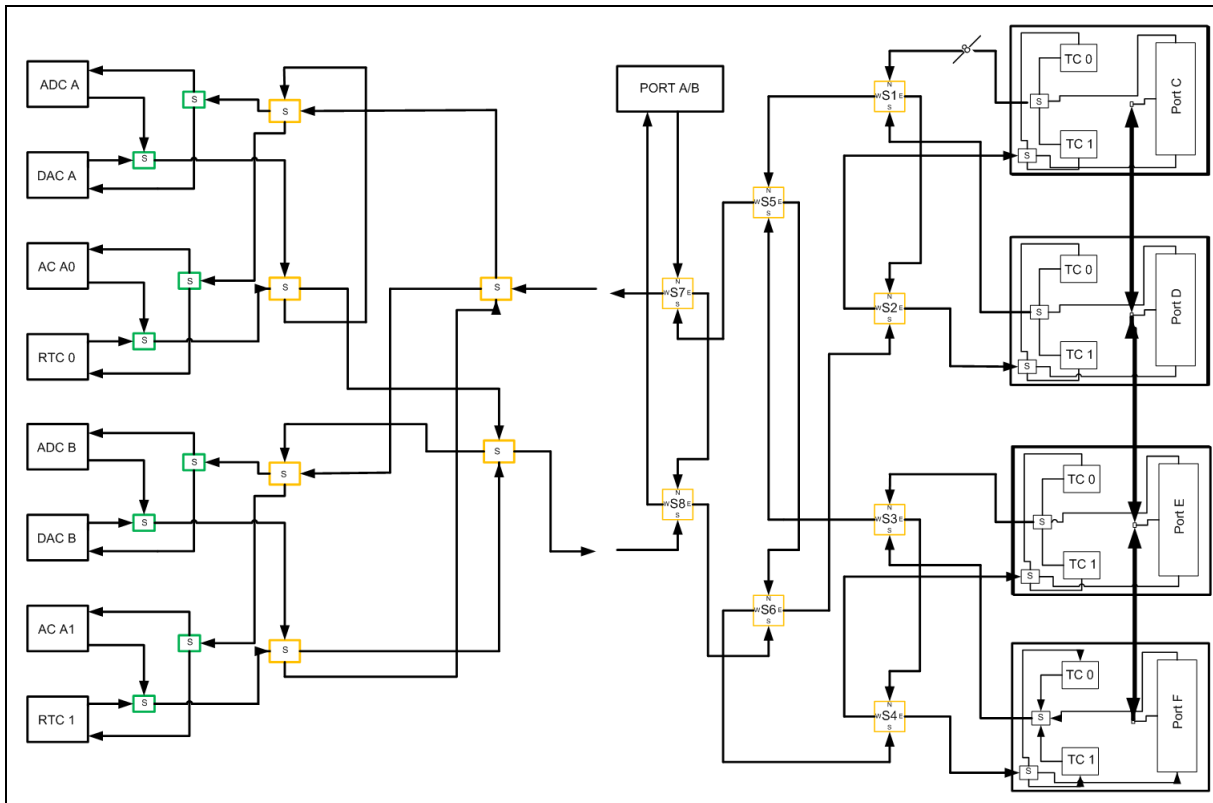 ADC A
S
S
DAC A
S
AC A0
S
S
RTC 0
S
ADC B
S
S
DAC B
S
AC A1
S
S
RTC 1
S
S
S
PORT A/B
N
W S7 E
S
N
W S8 E
S
N
W S5 E
S
N
W S6 E
S
N
W S1 E
S
N
W S2 E
S
N
W S3 E
S
N
W S4 E
S
TC 0
S
TC 1
S
Port C
TC 0
S
TC 1
S
Port D
TC 0
S
TC 1
S
Port E
TC 0
S
TC 1
S
Port F